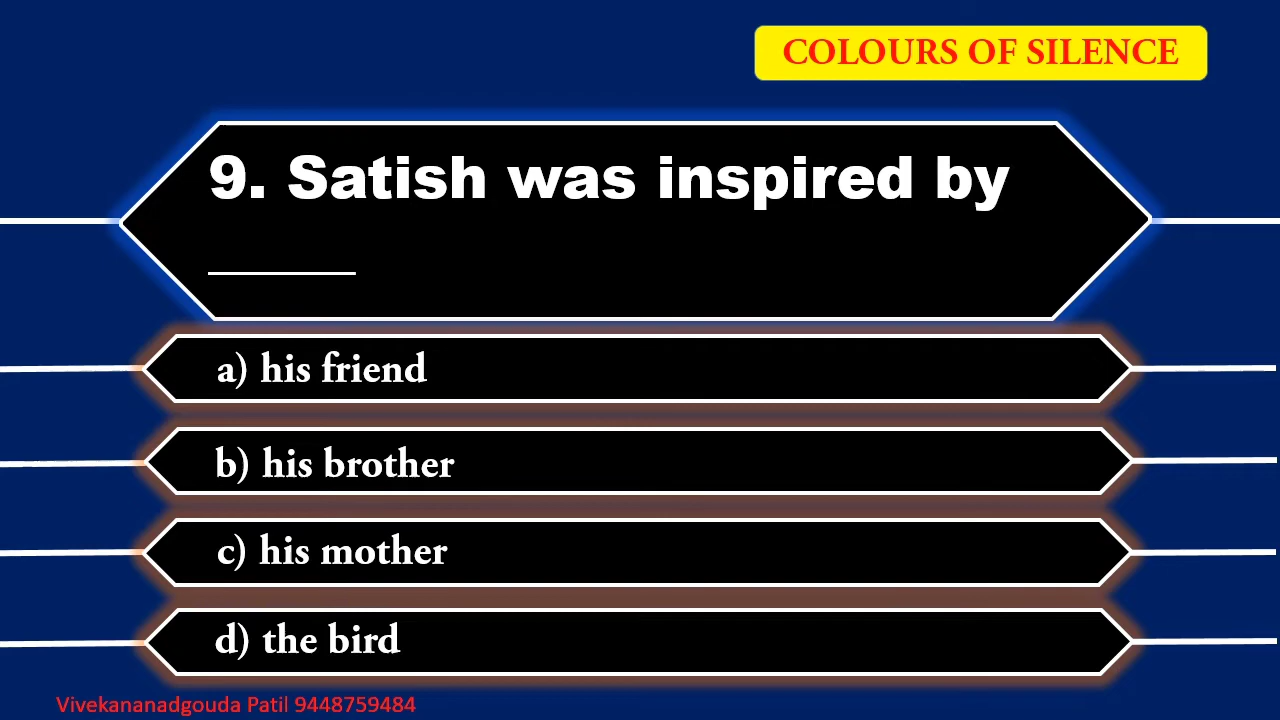 COLOURS OF SILENCE
9. Satish was inspired by
______
a) his friend
b) his brother
c) his mother
d) the bird
Vivekananadgouda Patil 9448759484